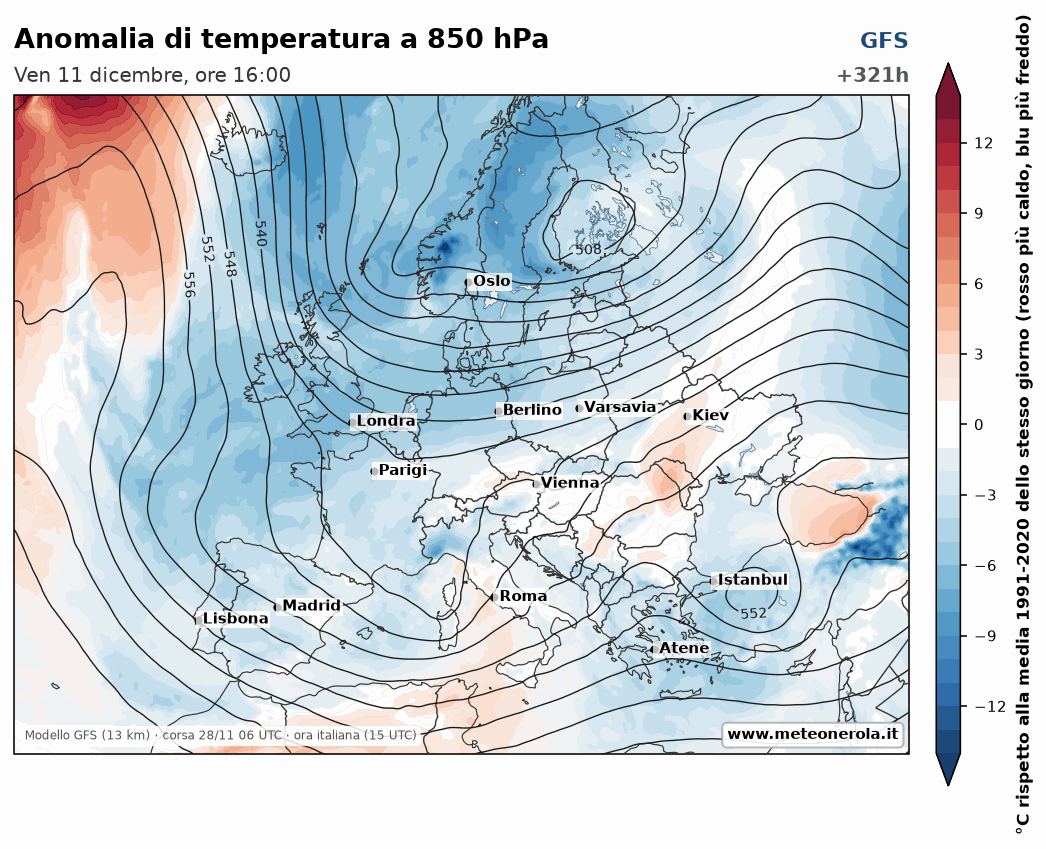 Anomalia di temperatura a 850 hPa
GFS
Ven 11 dicembre, ore 16:00
+321h
540
552
548
556
508
Oslo
Londra
Berlino
Varsavia
Kiev
Parigi
Vienna
Istanbul
Madrid
Roma
552
Lisbona
Atene
Modello GFS (13 km) · corsa 28/11 06 UTC · ora italiana (15 UTC)
www.meteonerola.it
12
9
6
3
0
−3
−6
−9
−12
°C rispetto alla media 1991-2020 dello stesso giorno (rosso più caldo, blu più freddo)